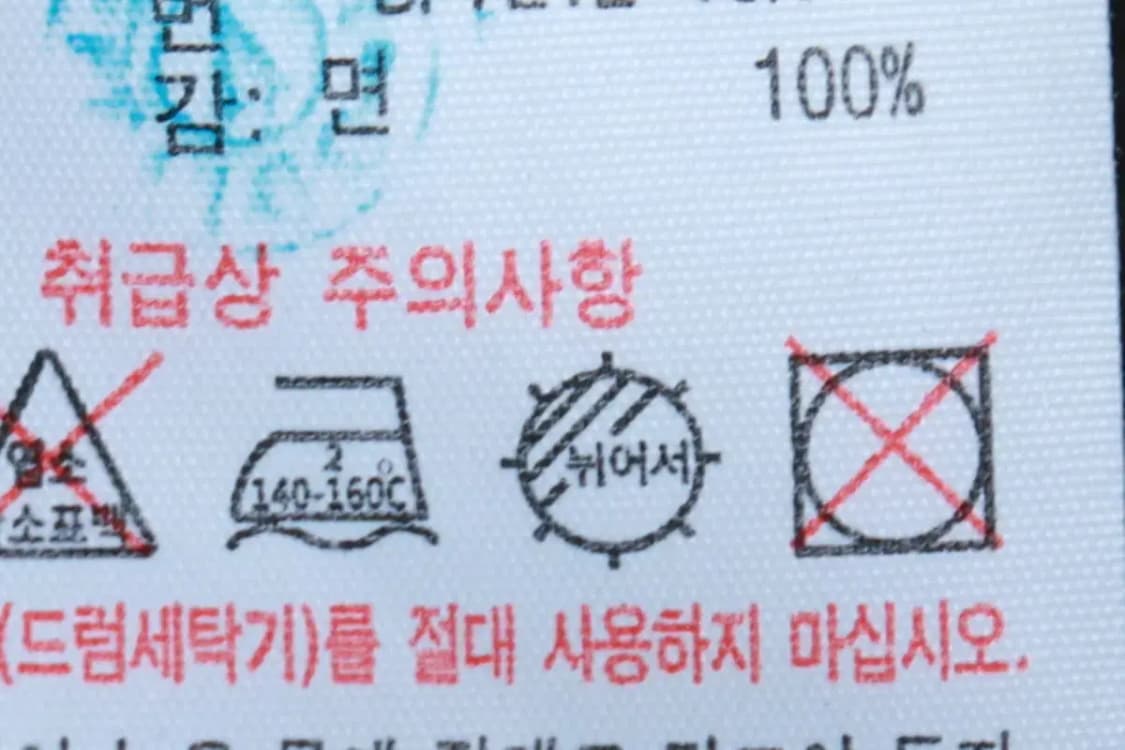 감: 면 100%
취급상 주의사항
염소
소표백
2
140-160℃
뉘어서
(드럼세탁기)를 절대 사용하지 마십시오.